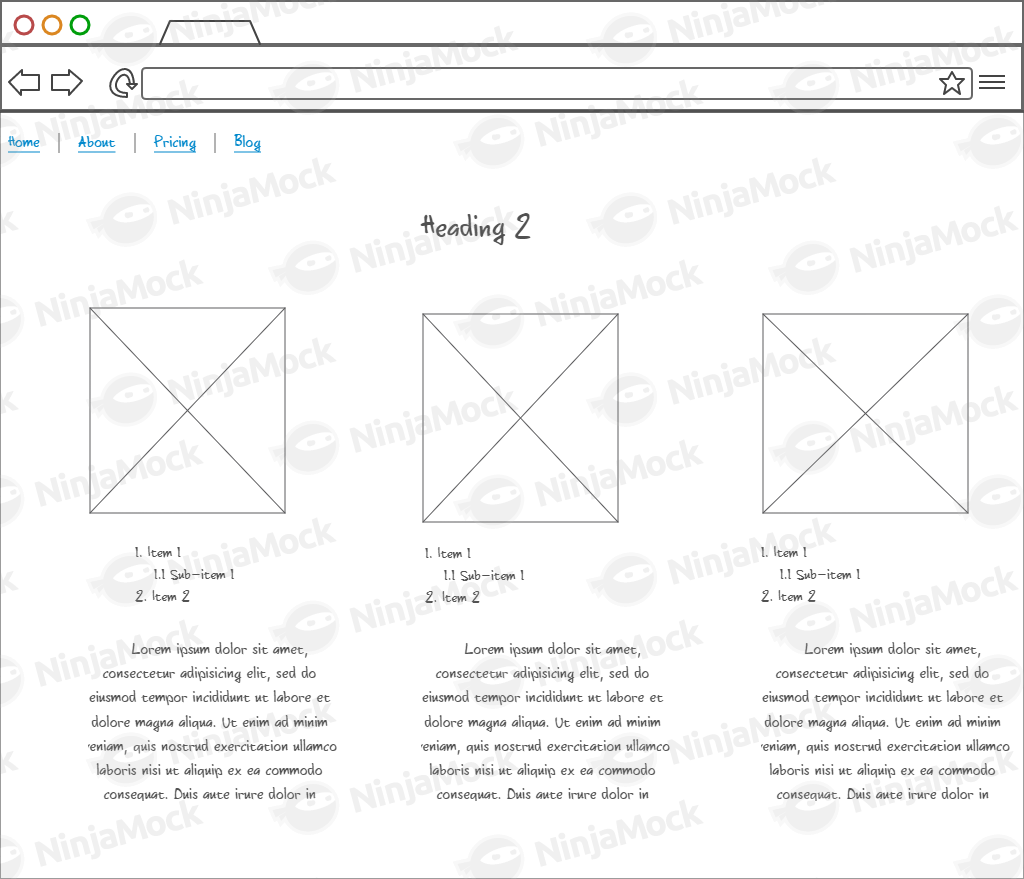 Home | About | Pricing | Blog
Heading 2
1. Item 1
1.1 Sub-item 1
2. Item 2
Lorem ipsum dolor sit amet,
consectetur adipisicing elit, sed do
eiusmod tempor incididunt ut labore et
dolore magna aliqua. Ut enim ad minim
veniam, quis nostrud exercitation ullamco
laboris nisi ut aliquip ex ea commodo
consequat. Duis aute irure dolor in
1. Item 1
1.1 Sub-item 1
2. Item 2
Lorem ipsum dolor sit amet,
consectetur adipisicing elit, sed do
eiusmod tempor incididunt ut labore et
dolore magna aliqua. Ut enim ad minim
veniam, quis nostrud exercitation ullamco
laboris nisi ut aliquip ex ea commodo
consequat. Duis aute irure dolor in
1. Item 1
1.1 Sub-item 1
2. Item 2
Lorem ipsum dolor sit amet,
consectetur adipisicing elit, sed do
eiusmod tempor incididunt ut labore et
dolore magna aliqua. Ut enim ad minim
veniam, quis nostrud exercitation ullamco
laboris nisi ut aliquip ex ea commodo
consequat. Duis aute irure dolor in
NinjaMock